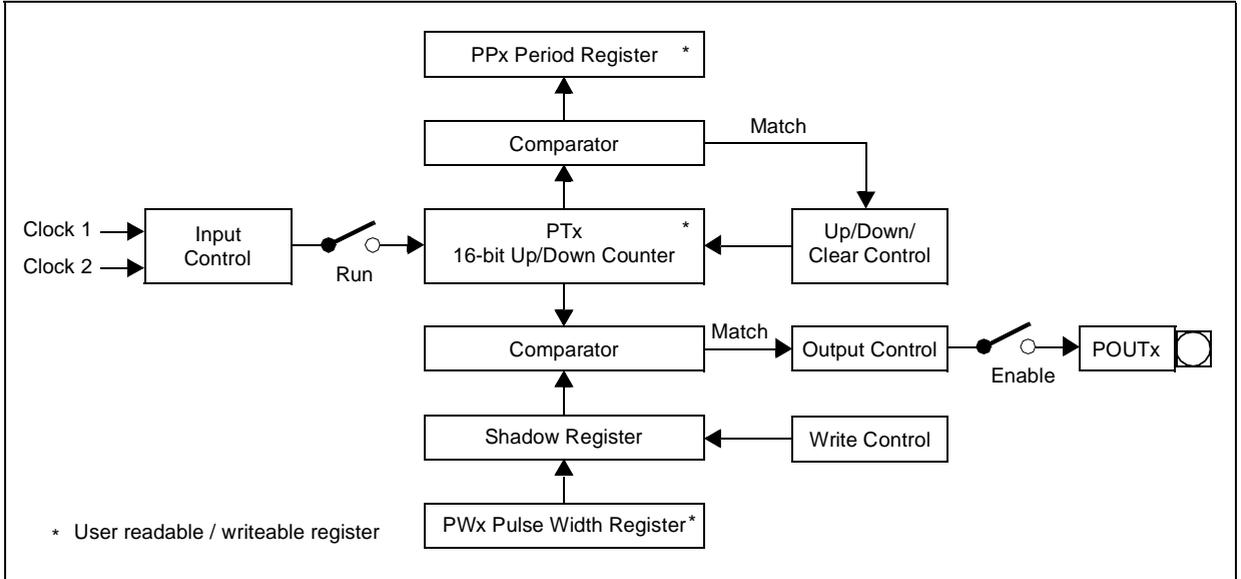 PPx Period Register *
Comparator
Match
Clock 1
Clock 2
Input
Control
Run
PTx *
16-bit Up/Down Counter
Up/Down/
Clear Control
Comparator
Match
Output Control
Enable
POUTx
Shadow Register
Write Control
PWx Pulse Width Register *
* User readable / writeable register